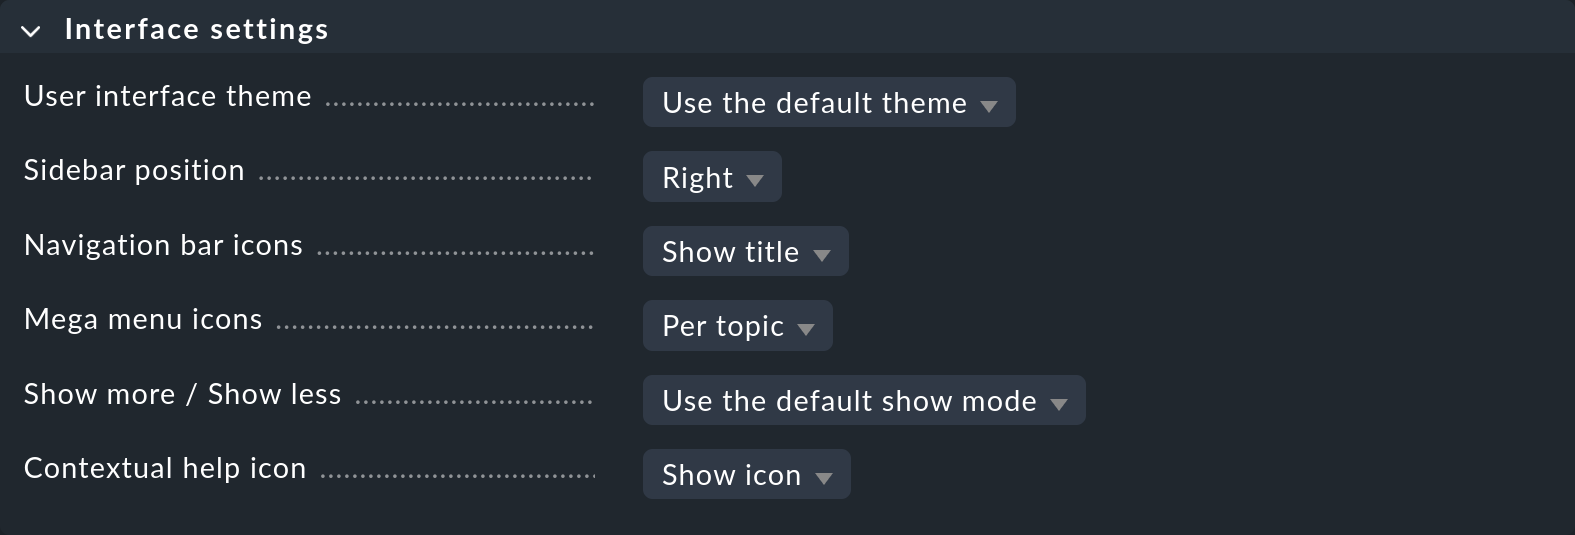 Interface settings
User interface theme Use the default theme
Sidebar position Right
Navigation bar icons Show title
Mega menu icons Per topic
Show more / Show less Use the default show mode
Contextual help icon Show icon